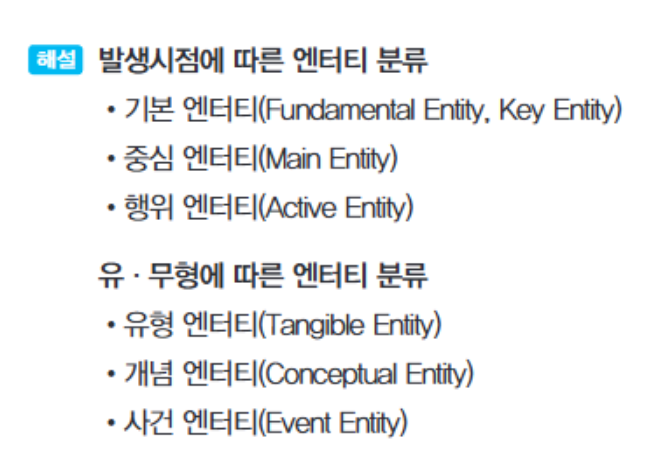 해설 발생시점에 따른 엔터티 분류
• 기본 엔터티(Fundamental Entity, Key Entity)
• 중심 엔터티(Main Entity)
• 행위 엔터티(Active Entity)
유 · 무형에 따른 엔터티 분류
• 유형 엔터티(Tangible Entity)
• 개념 엔터티(Conceptual Entity)
• 사건 엔터티(Event Entity)